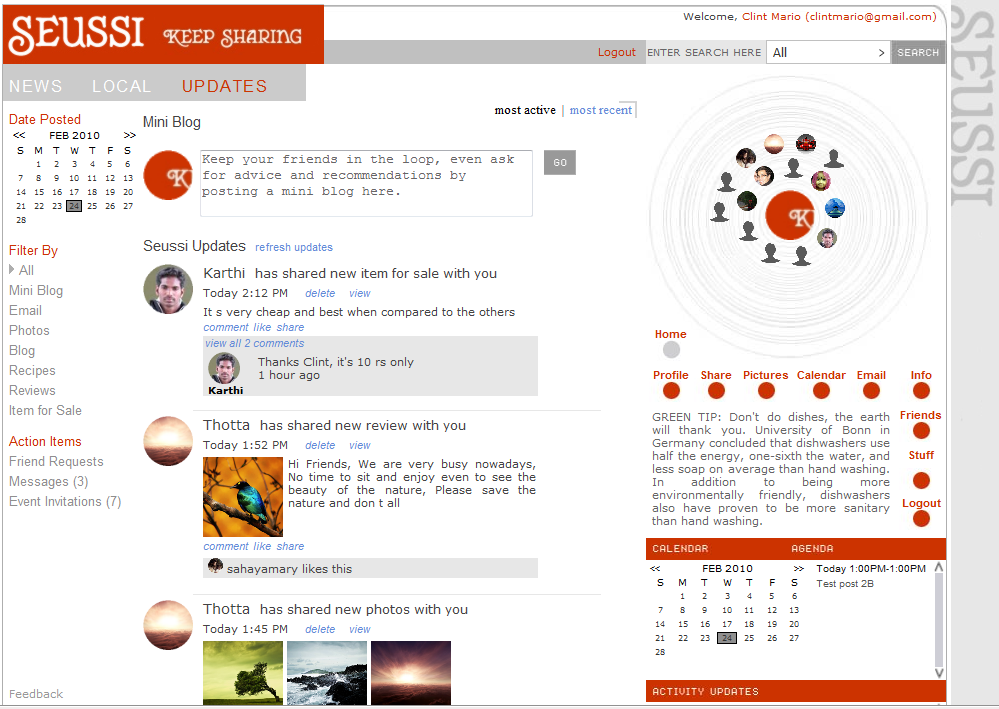 SEUSSI KEEP SHARING
Welcome, Clint Mario (clintmario@gmail.com)
Logout ENTER SEARCH HERE All > SEARCH
SEUSSI
NEWS LOCAL UPDATES
Date Posted
<< FEB 2010 >>
S M T W T F S
1 2 3 4 5 6
7 8 9 10 11 12 13
14 15 16 17 18 19 20
21 22 23 24 25 26 27
28
Filter By
All
Mini Blog
Email
Photos
Blog
Recipes
Reviews
Item for Sale
Action Items
Friend Requests
Messages (3)
Event Invitations (7)
Feedback
most active | most recent
Mini Blog
K
Keep your friends in the loop, even ask
for advice and recommendations by
posting a mini blog here.
GO
Seussi Updates refresh updates
Karthi has shared new item for sale with you
Today 2:12 PM delete view
It s very cheap and best when compared to the others
comment like share
view all 2 comments
Thanks Clint, it's 10 rs only
1 hour ago
Karthi
Thotta has shared new review with you
Today 1:52 PM delete view
Hi Friends, We are very busy nowadays,
No time to sit and enjoy even to see the
beauty of the nature, Please save the
nature and don t all
comment like share
sahayamary likes this
Thotta has shared new photos with you
Today 1:45 PM delete view
K
Home
Profile Share Pictures Calendar Email Info
Friends
Stuff
Logout
GREEN TIP: Don't do dishes, the earth
will thank you. University of Bonn in
Germany concluded that dishwashers use
half the energy, one-sixth the water, and
less soap on average than hand washing.
In addition to being more
environmentally friendly, dishwashers
also have proven to be more sanitary
than hand washing.
CALENDAR AGENDA
<< FEB 2010 >>
S M T W T F S
1 2 3 4 5 6
7 8 9 10 11 12 13
14 15 16 17 18 19 20
21 22 23 24 25 26 27
28
Today 1:00PM-1:00PM
Test post 2B
ACTIVITY UPDATES